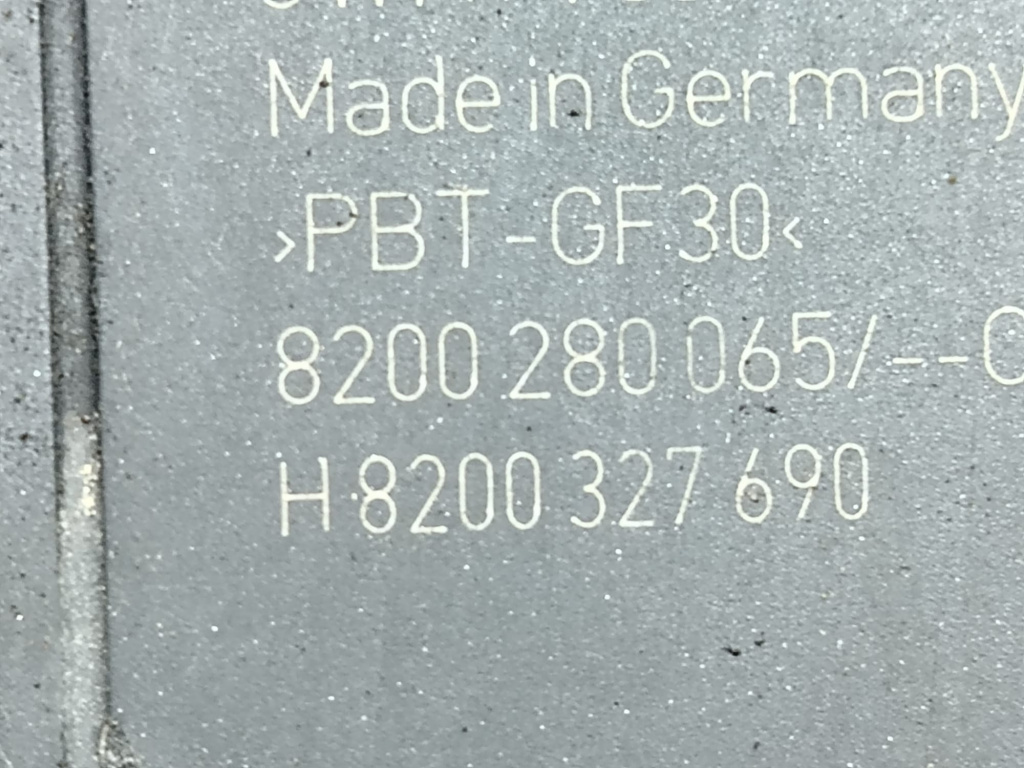 Made in Germany
>PBT-GF30<
8200 280 065/--
H 8200 327 690